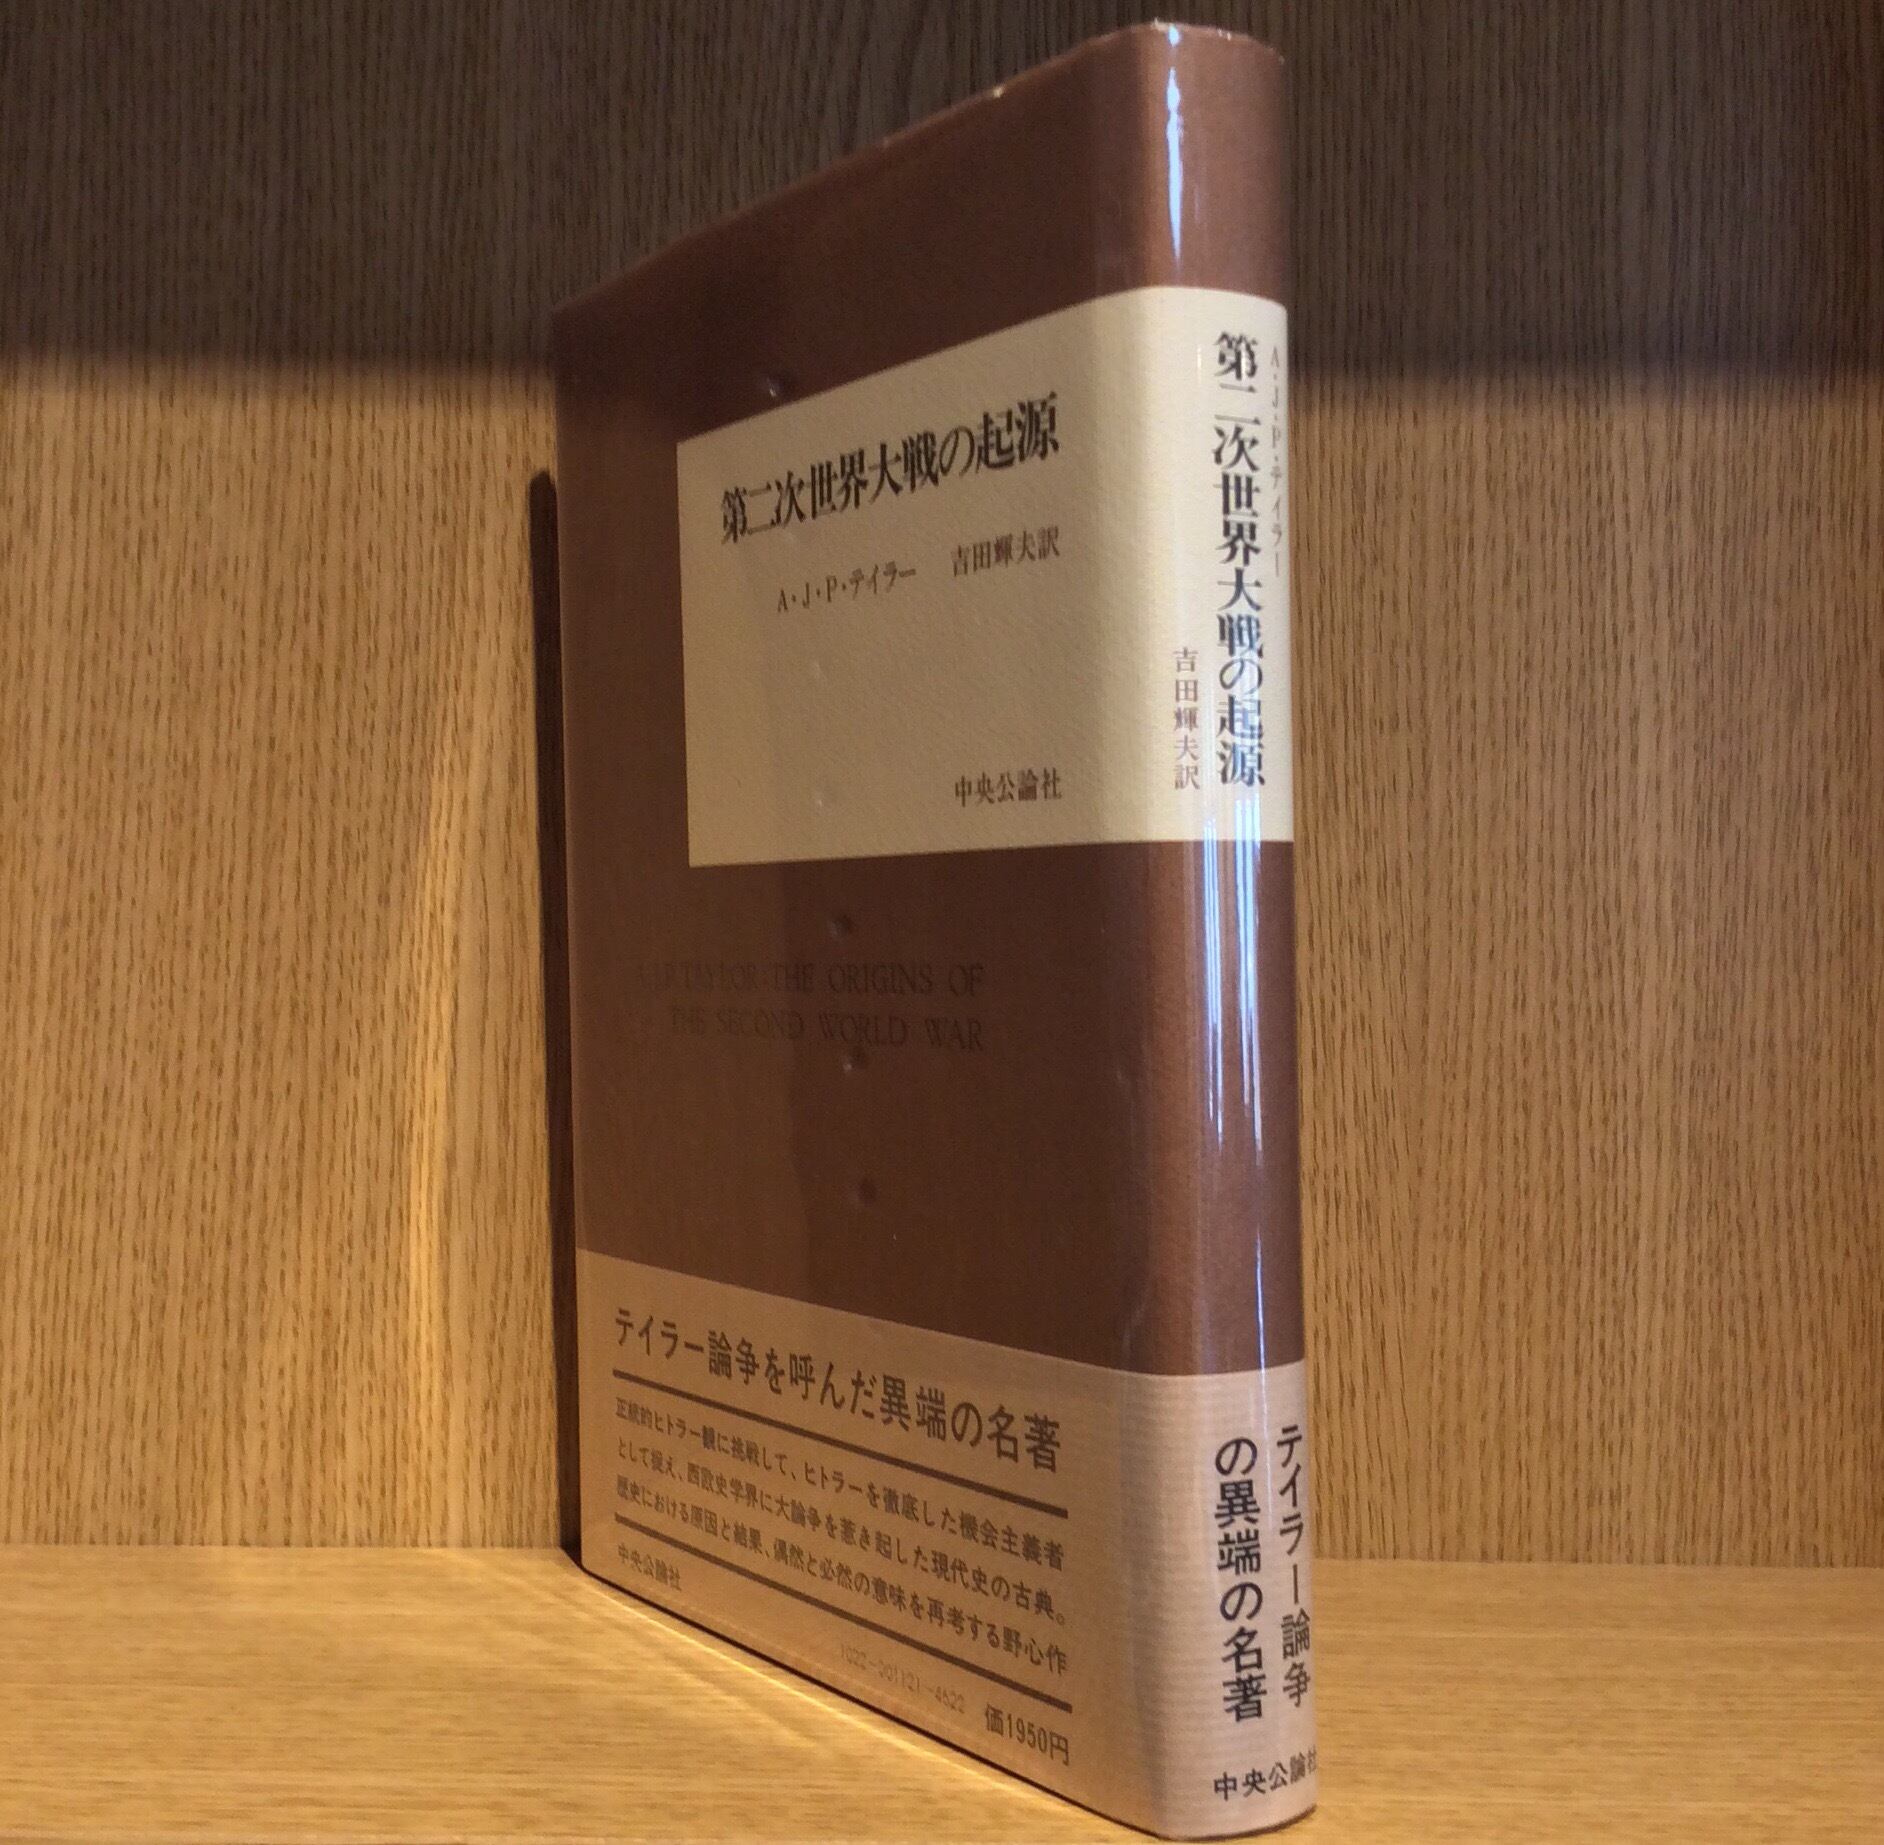 第二次世界大戦の起源
A・J・P・テイラー 吉田輝夫訳
中央公論社
A.J.P.TAYLOR:THE ORIGINS OF
THE SECOND WORLD WAR
テイラー論争を呼んだ異端の名著
正統的ヒトラー観に挑戦して、ヒトラーを徹底した機会主義者
として捉え、西欧史学界に大論争を惹き起した現代史の古典。
歴史における原因と結果、偶然と必然の意味を再考する野心作
中央公論社
1022-001121-4622
価1950円
A・J・P・テイラー
第二次世界大戦の起源
吉田輝夫訳
テイラー論争
の異端の名著
中央公論社